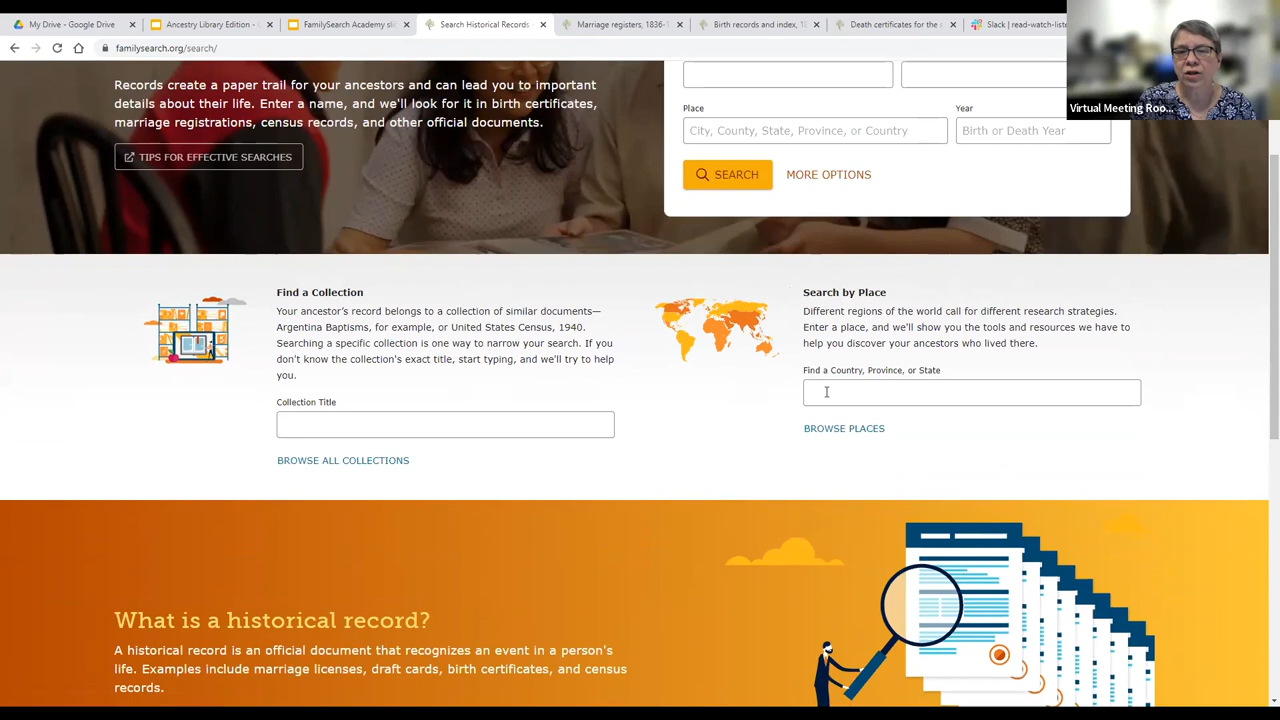 My Drive - Google Drive
Ancestry Library Edition -
FamilySearch Academy sli
Search Historical Records
Marriage registers, 1836-
Birth records and index, 1
Death certificates for the
Slack | read-watch-liste
familysearch.org/search/
Virtual Meeting Roo...
Records create a paper trail for your ancestors and can lead you to important
details about their life. Enter a name, and we'll look for it in birth certificates,
marriage registrations, census records, and other official documents.
TIPS FOR EFFECTIVE SEARCHES
Place
Year
City, County, State, Province, or Country
Birth or Death Year
SEARCH
MORE OPTIONS
Find a Collection
Your ancestor's record belongs to a collection of similar documents—
Argentina Baptisms, for example, or United States Census, 1940.
Searching a specific collection is one way to narrow your search. If you
don't know the collection's exact title, start typing, and we'll try to help
you.
Collection Title
BROWSE ALL COLLECTIONS
Search by Place
Different regions of the world call for different research strategies.
Enter a place, and we'll show you the tools and resources we have to
help you discover your ancestors who lived there.
Find a Country, Province, or State
BROWSE PLACES
What is a historical record?
A historical record is an official document that recognizes an event in a person's
life. Examples include marriage licenses, draft cards, birth certificates, and census
records.